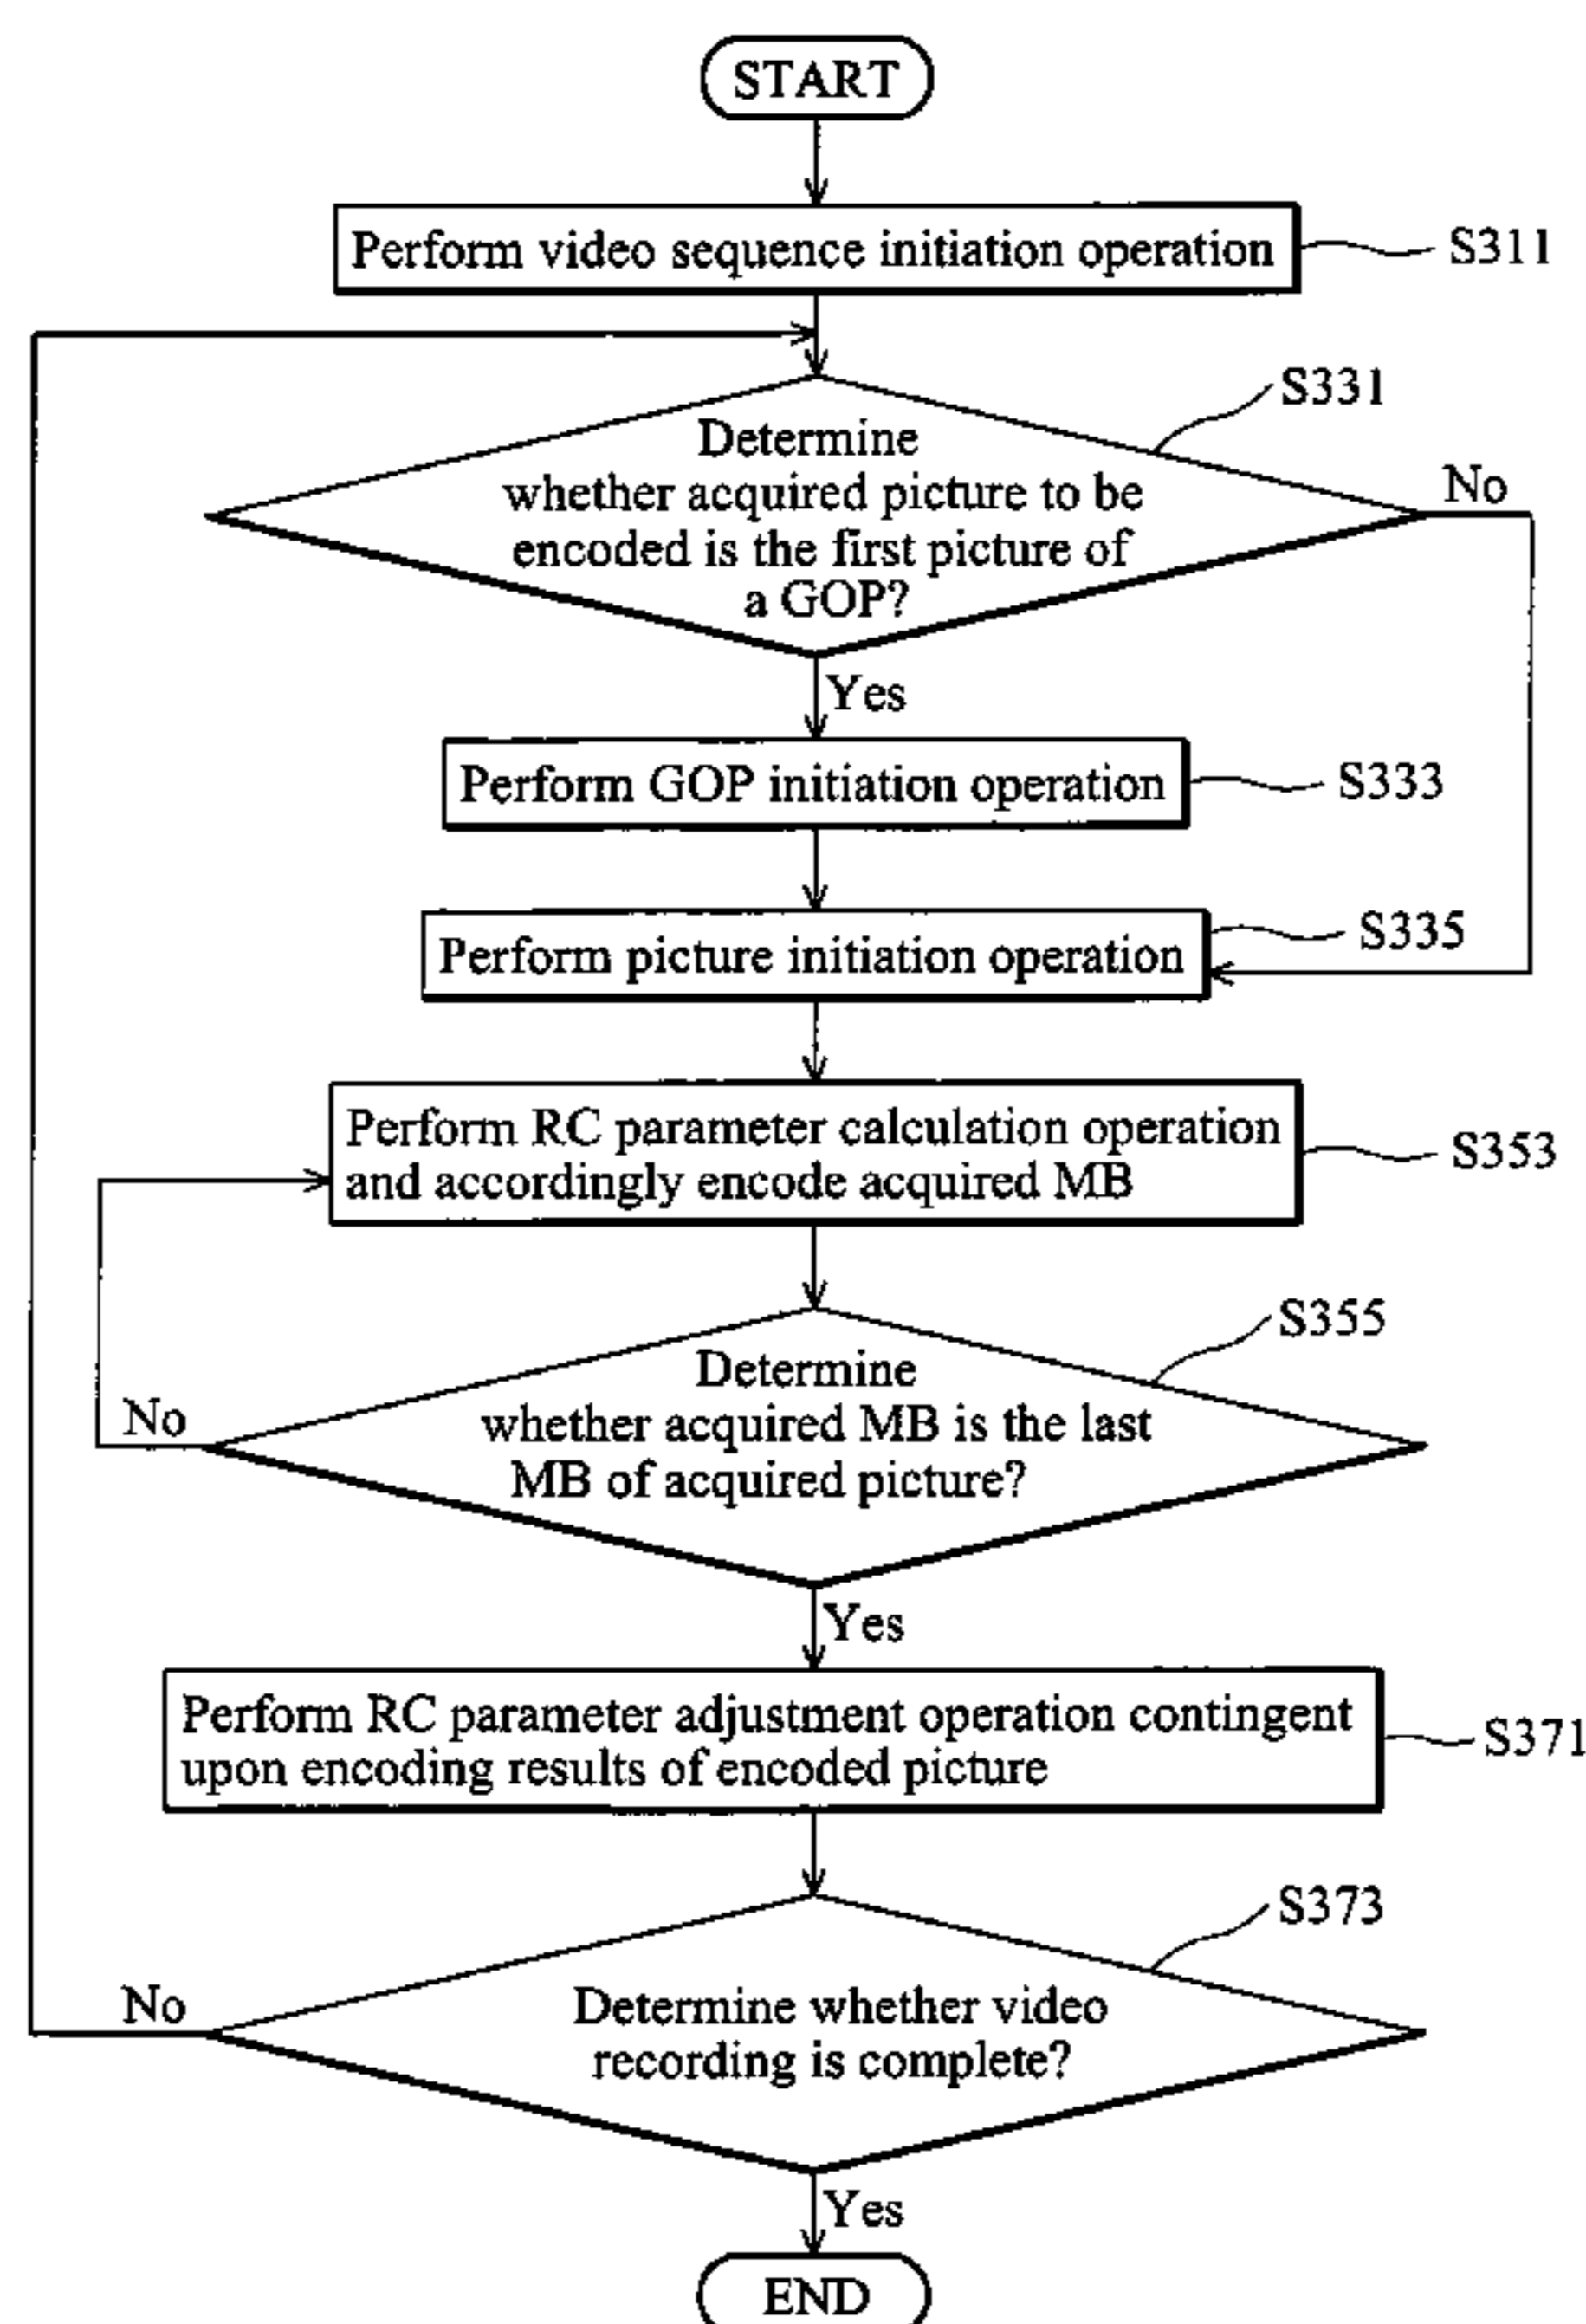 START
Perform video sequence initiation operation
S311
S331
Determine
whether acquired picture to be
encoded is the first picture of
a GOP?
No
Yes
Perform GOP initiation operation
S333
Perform picture initiation operation
S335
Perform RC parameter calculation operation
and accordingly encode acquired MB
S353
S355
Determine
whether acquired MB is the last
MB of acquired picture?
No
Yes
Perform RC parameter adjustment operation contingent
upon encoding results of encoded picture
S371
S373
Determine whether video
recording is complete?
No
Yes
END